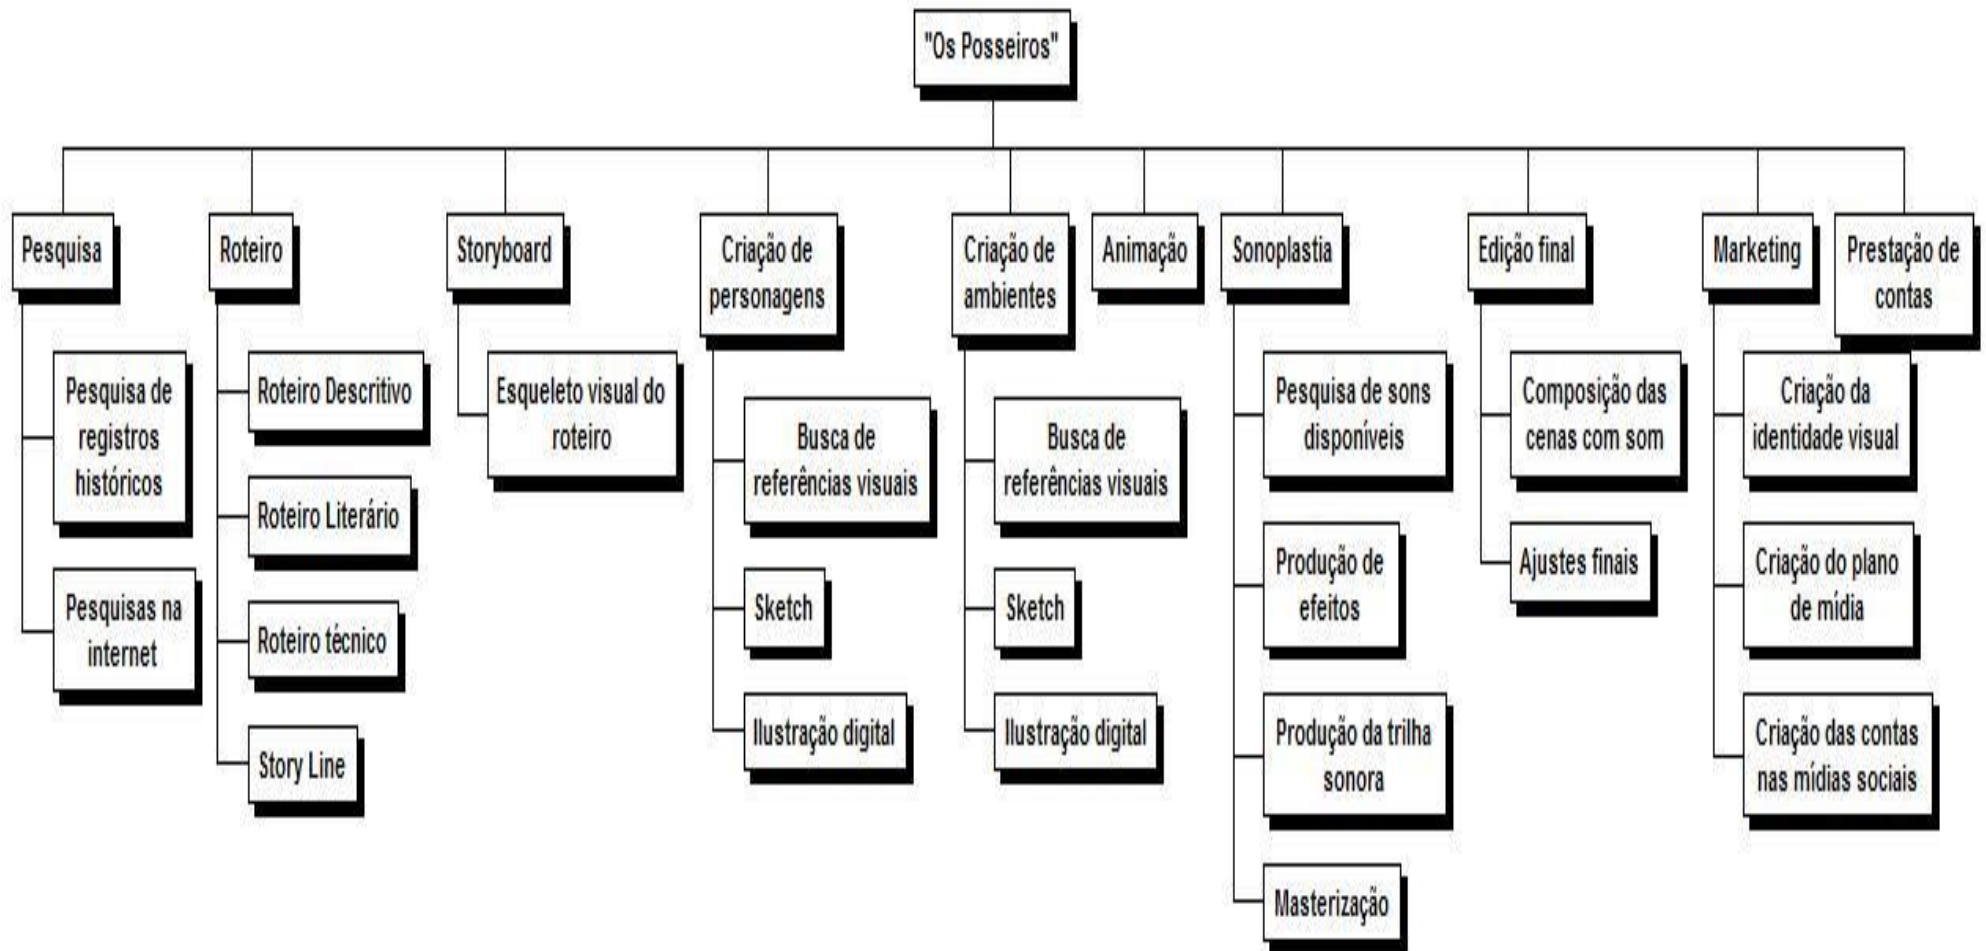 "Os Posseiros"
Pesquisa
Roteiro
Storyboard
Criação de
personagens
Criação de
ambientes
Animação
Sonoplastia
Edição final
Marketing
Prestação de
contas
Pesquisa de
registros
históricos
Pesquisas na
internet
Roteiro Descritivo
Roteiro Literário
Roteiro técnico
Story Line
Esqueleto visual do
roteiro
Busca de
referências visuais
Sketch
Ilustração digital
Busca de
referências visuais
Sketch
Ilustração digital
Pesquisa de sons
disponíveis
Produção de
efeitos
Produção da trilha
sonora
Masterização
Composição das
cenas com som
Ajustes finais
Criação da
identidade visual
Criação do plano
de mídia
Criação das contas
nas mídias sociais